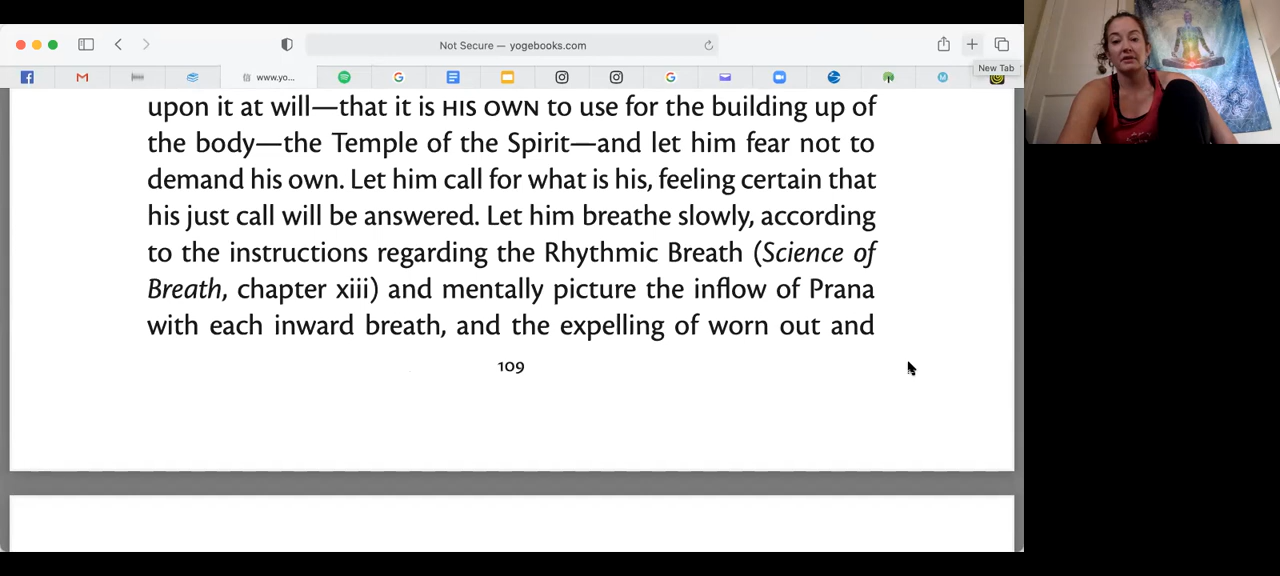 Not Secure — yogebooks.com
www.yo...
New Tab
upon it at will—that it is HIS OWN to use for the building up of
the body—the Temple of the Spirit—and let him fear not to
demand his own. Let him call for what is his, feeling certain that
his just call will be answered. Let him breathe slowly, according
to the instructions regarding the Rhythmic Breath (Science of
Breath, chapter xiii) and mentally picture the inflow of Prana
with each inward breath, and the expelling of worn out and
109